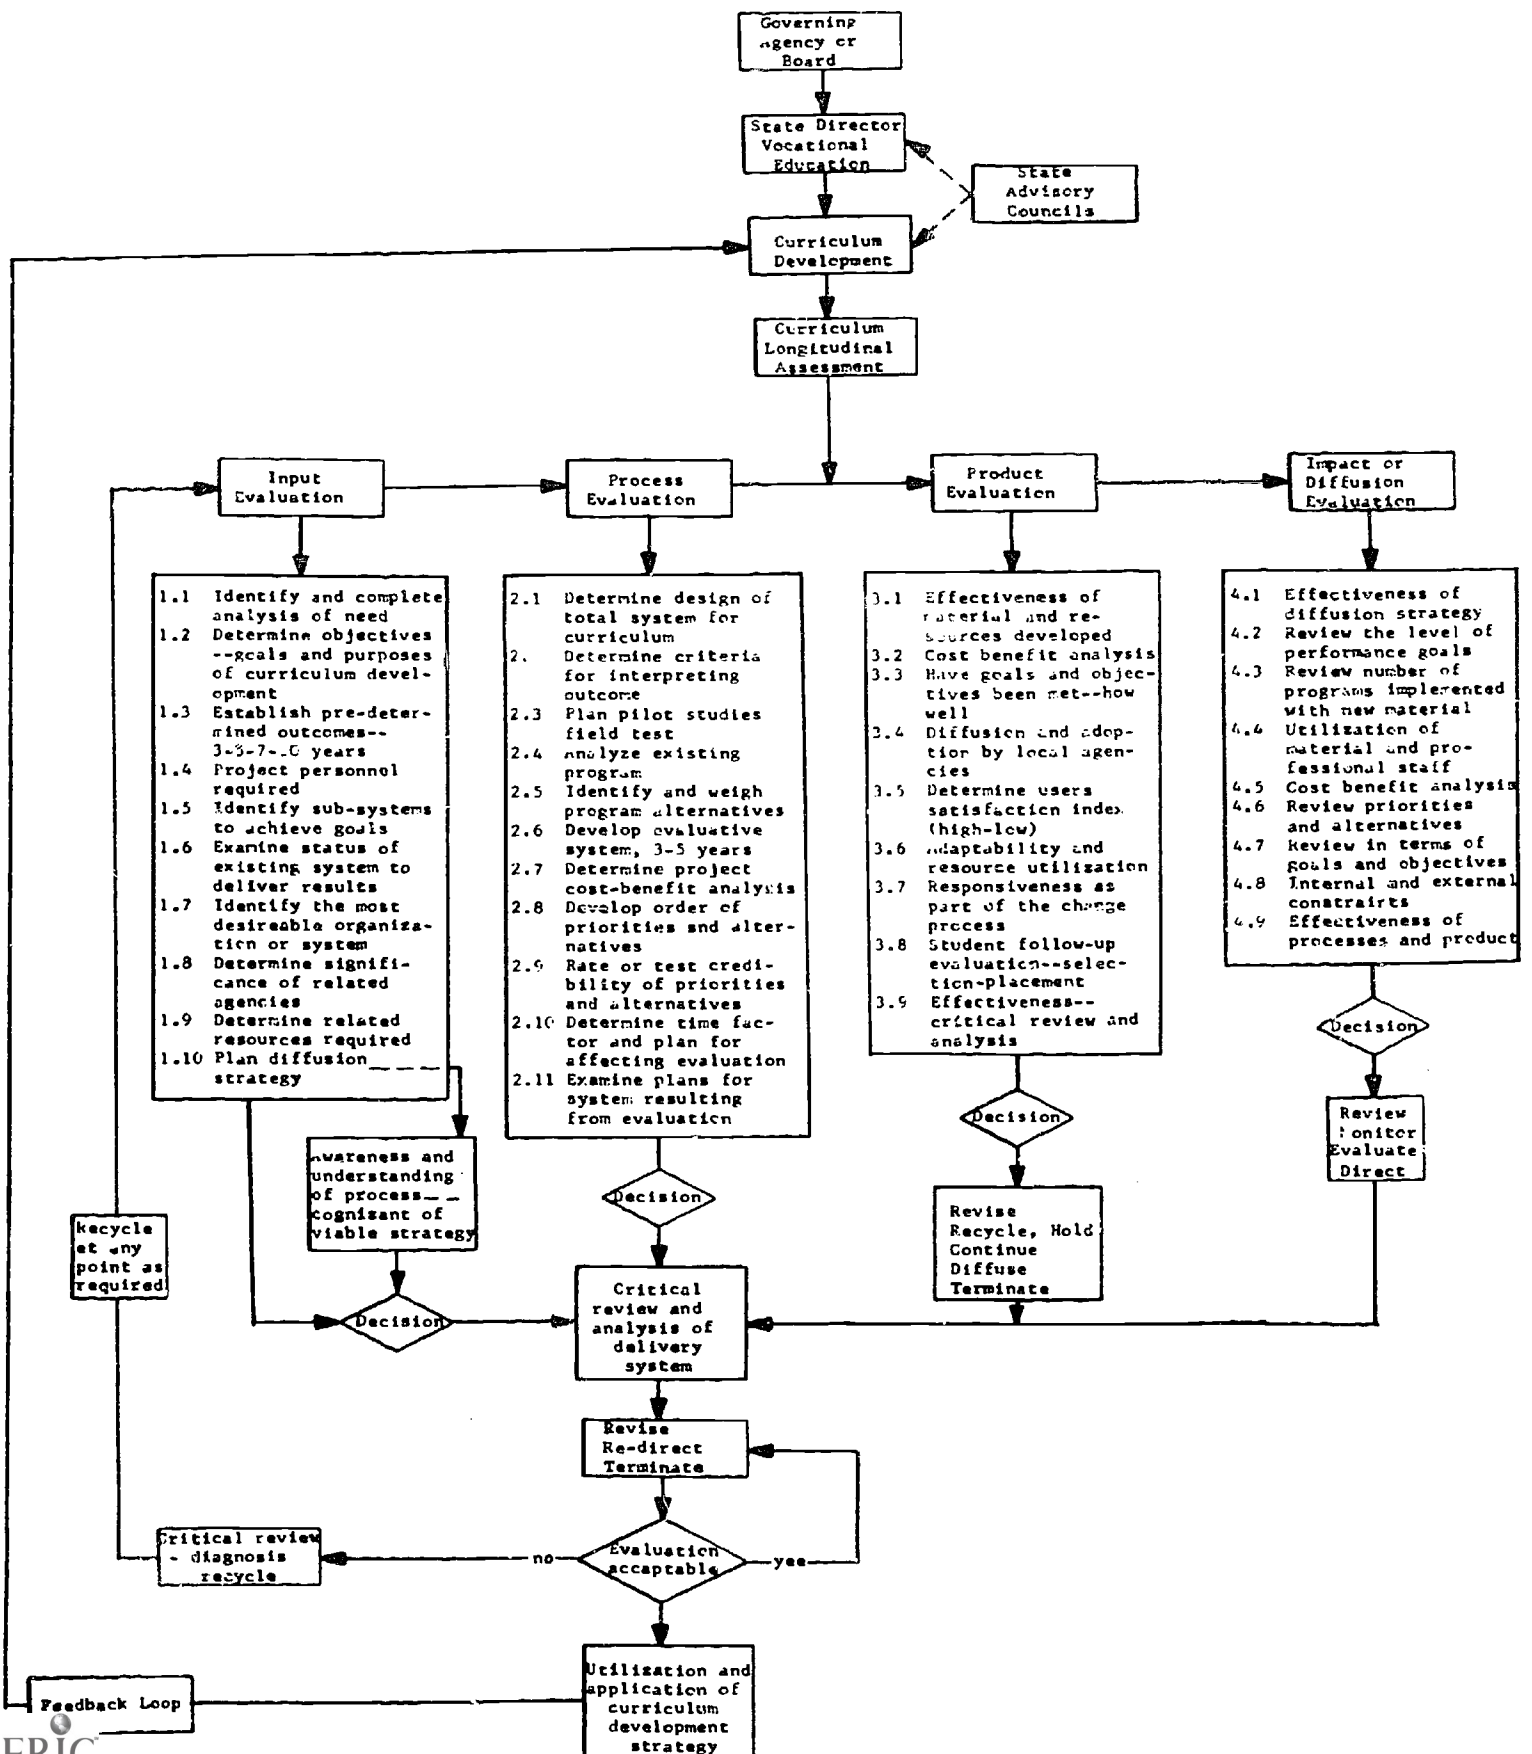 Governing
Agency or
Board
State Director
Vocational
Education
State
Advisory
Councils
Curriculum
Development
Curriculum
Longitudinal
Assessment
Input
Evaluation
Process
Evaluation
Product
Evaluation
Impact or
Diffusion
Evaluation
1.1 Identify and complete
analysis of need
1.2 Determine objectives
--goals and purposes
of curriculum devel-
opment
1.3 Establish pre-deter-
mined outcomes--
years
1.4 Project personnel
required
1.5 Identify sub-systems
to achieve goals
1.6 Examine status of
existing system to
deliver results
1.7 Identify the most
desireable organiza-
tion or system
1.8 Determine signifi-
cance of related
agencies
1.9 Determine related
resources required
1.10 Plan diffusion
strategy
2.1 Determine design of
total system for
curriculum
2. Determine criteria
for interpreting
outcome
2.3 Plan pilot studies
field test
2.4 Analyze existing
program
2.5 Identify and weigh
program alternatives
2.6 Develop evaluative
system, 3-5 years
2.7 Determine project
cost-benefit analysis
2.8 Develop order of
priorities and alter-
natives
2.9 Rate or test credi-
bility of priorities
and alternatives
2.10 Determine time fac-
tor and plan for
affecting evaluation
2.11 Examine plans for
system resulting
from evaluation
3.1 Effectiveness of
material and re-
sources developed
3.2 Cost benefit analysis
3.3 Have goals and objec-
tives been met--how
well
3.4 Diffusion and adop-
tion by local agen-
cies
3.5 Determine users
satisfaction index
(high-low)
3.6 Adaptability and
resource utilization
3.7 Responsiveness as
part of the change
process
3.8 Student follow-up
evaluation--selec-
tion-placement
3.9 Effectiveness--
critical review and
analysis
4.1 Effectiveness of
diffusion strategy
4.2 Review the level of
performance goals
4.3 Review number of
programs implemented
with new material
4.4 Utilization of
material and pro-
fessional staff
4.5 Cost benefit analysis
4.6 Review priorities
and alternatives
4.7 Review in terms of
goals and objectives
4.8 Internal and external
constraints
4.9 Effectiveness of
processes and product
Awareness and
understanding
of process--
cognizant of
viable strategy
Decision
Decision
Decision
Decision
Review
Monitor
Evaluate
Direct
Revise
Recycle, Hold
Continue
Diffuse
Terminate
Recycle
at any
point as
required
Critical
review and
analysis of
delivery
system
Revise
Re-direct
Terminate
Evaluation
accaptable
no
yee
Critical review
- diagnosis
recycle
Utilization and
application of
curriculum
development
strategy
Feedback Loop
ERIC